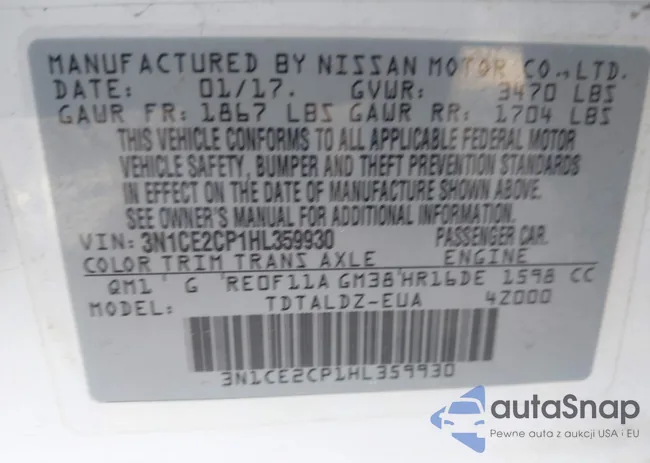 MANUFACTURED BY NISSAN MOTOR CO.,LTD.
DATE: 01/17. GVWR: 3470 LBS
GAWR FR: 1867 LBS GAWR RR: 1704 LBS
THIS VEHICLE CONFORMS TO ALL APPLICABLE FEDERAL MOTOR
VEHICLE SAFETY, BUMPER AND THEFT PREVENTION STANDARDS
IN EFFECT ON THE DATE OF MANUFACTURE SHOWN ABOVE.
SEE OWNER'S MANUAL FOR ADDITIONAL INFORMATION.
VIN: 3N1CE2CP1HL359930 PASSENGER CAR.
COLOR TRIM TRANS AXLE ENGINE
QM1 G RE0F11A GM38 HR16DE 1598 CC
MODEL: TDTALDZ-EUA 4Z000
3N1CE2CP1HL359930
autaSnap
Pewne auta z aukcji USA i EU